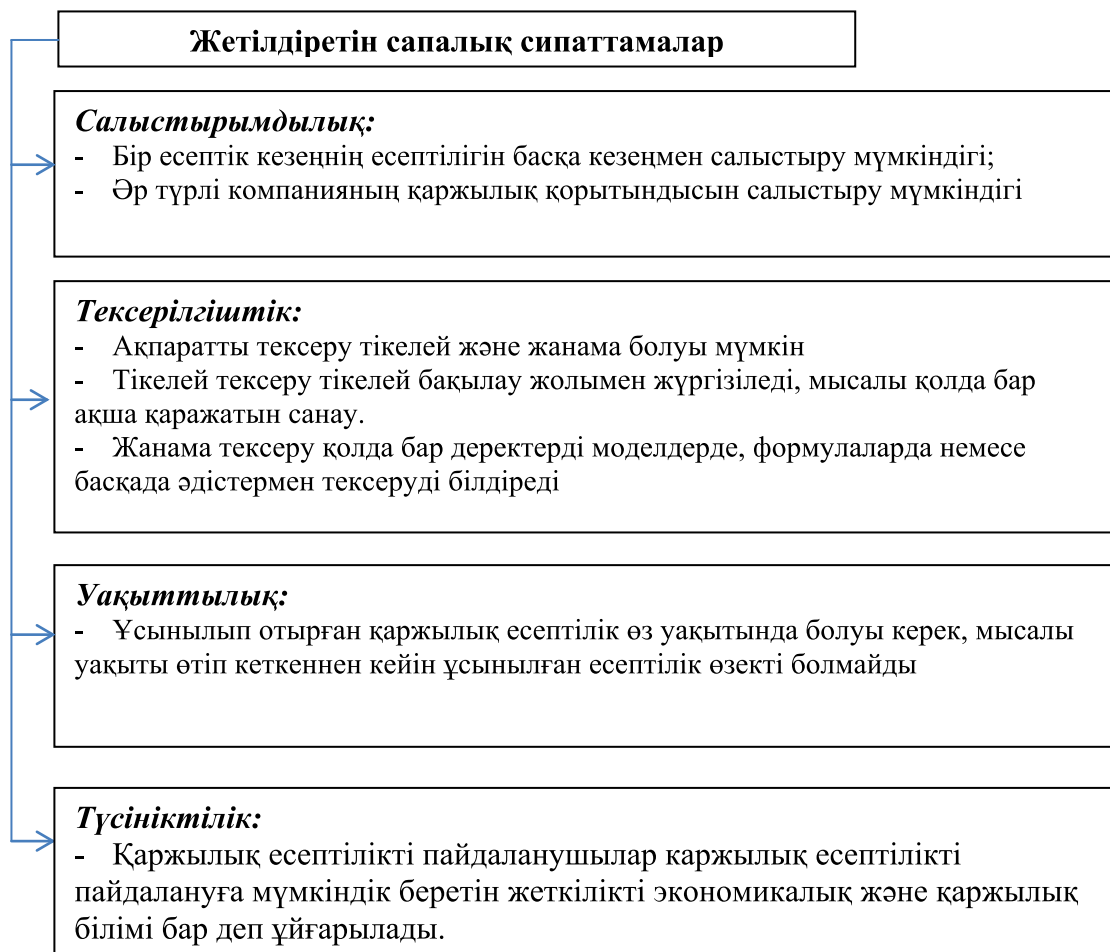 Жетілдіретін сапалық сипаттамалар
Салыстырымдылық:
- Бір есептік кезеңнің есептілігін басқа кезеңмен салыстыру мүмкіндігі;
- Әр түрлі компанияның қаржылық қорытындысын салыстыру мүмкіндігі
Тексерілгіштік:
- Ақпаратты тексеру тікелей және жанама болуы мүмкін
- Тікелей тексеру тікелей бақылау жолымен жүргізіледі, мысалы қолда бар
ақша қаражатын санау.
- Жанама тексеру қолда бар деректерді моделдерде, формулаларда немесе
басқада әдістермен тексеруді білдіреді
Уақыттылық:
- Ұсынылып отырған қаржылық есептілік өз уақытында болуы керек, мысалы
уақыты өтіп кеткеннен кейін ұсынылған есептілік өзекті болмайды
Түсініктілік:
- Қаржылық есептілікті пайдаланушылар каржылық есептілікті
пайдалануға мүмкіндік беретін жеткілікті экономикалық және қаржылық
білімі бар деп ұйғарылады.